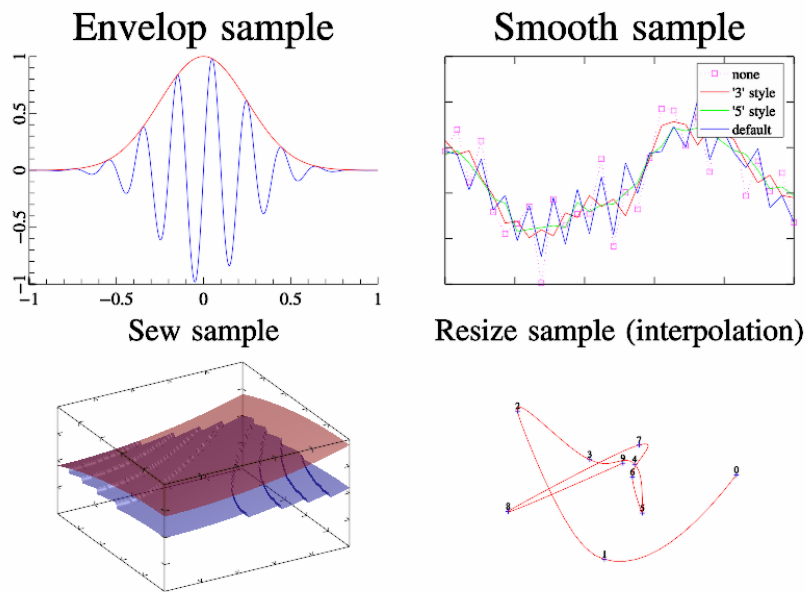 Envelop sample
Smooth sample
1
0.5
0
−0.5
−1
−1
−0.5
0
0.5
1
none
'3' style
'5' style
default
Sew sample
Resize sample (interpolation)
2
7
3
9
4
6
0
8
5
1